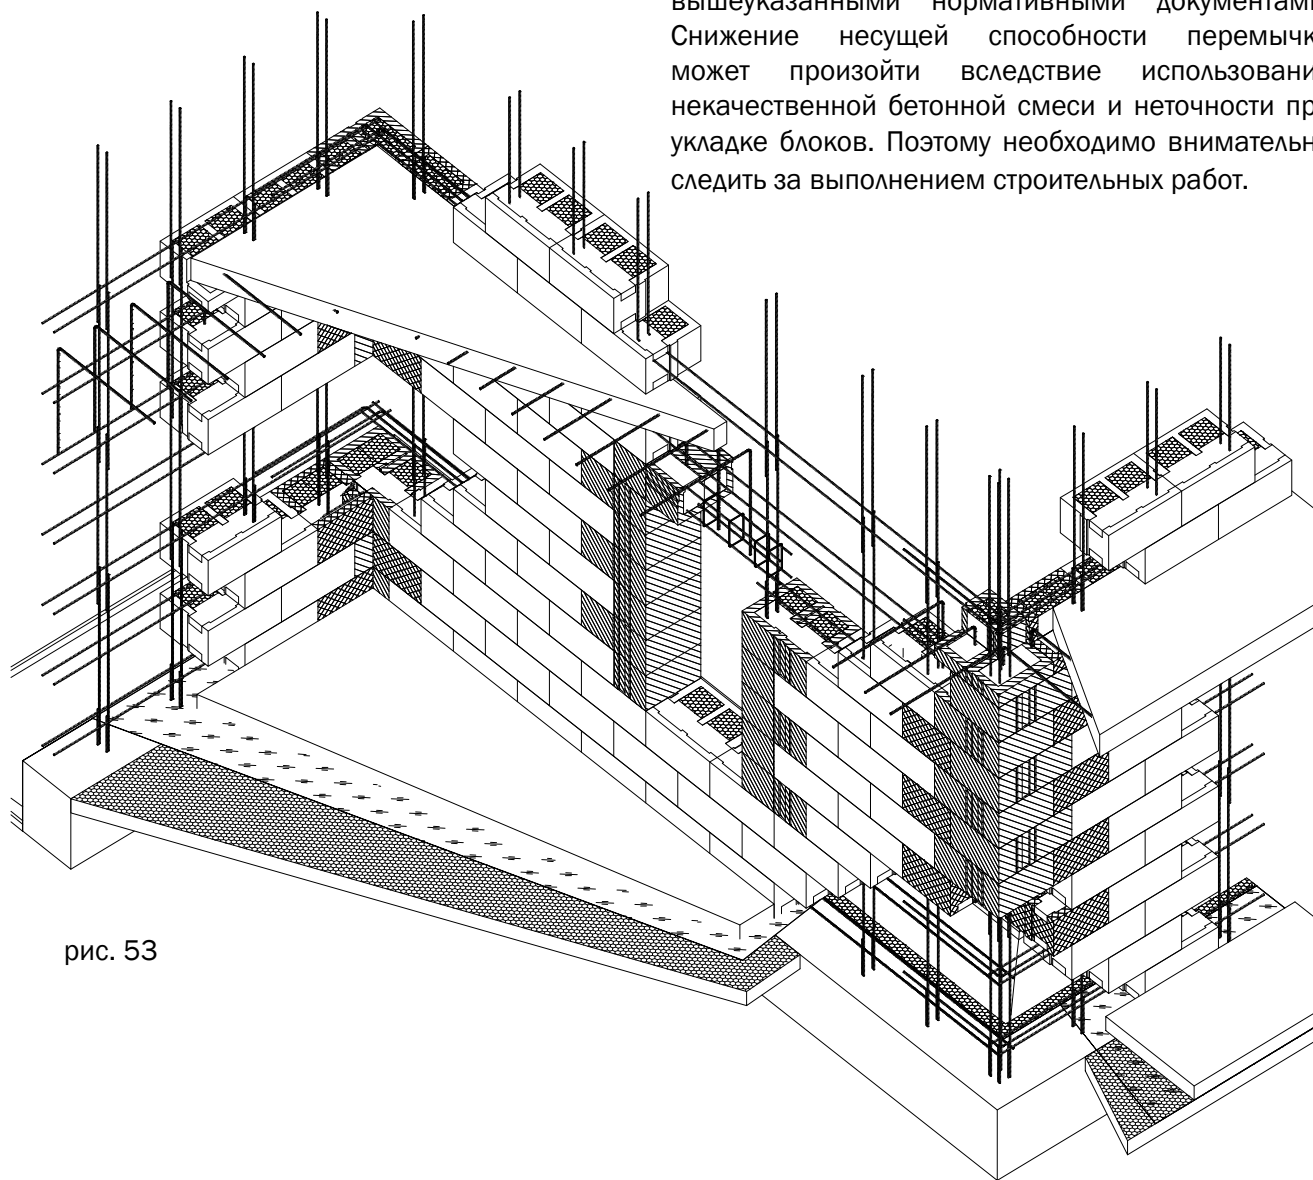 вышеуказанными нормативными документам
Снижение несущей способности перемычк
может произойти вследствие использовани
некачественной бетонной смеси и неточности пр
укладке блоков. Поэтому необходимо внимательн
следить за выполнением строительных работ.
рис. 53